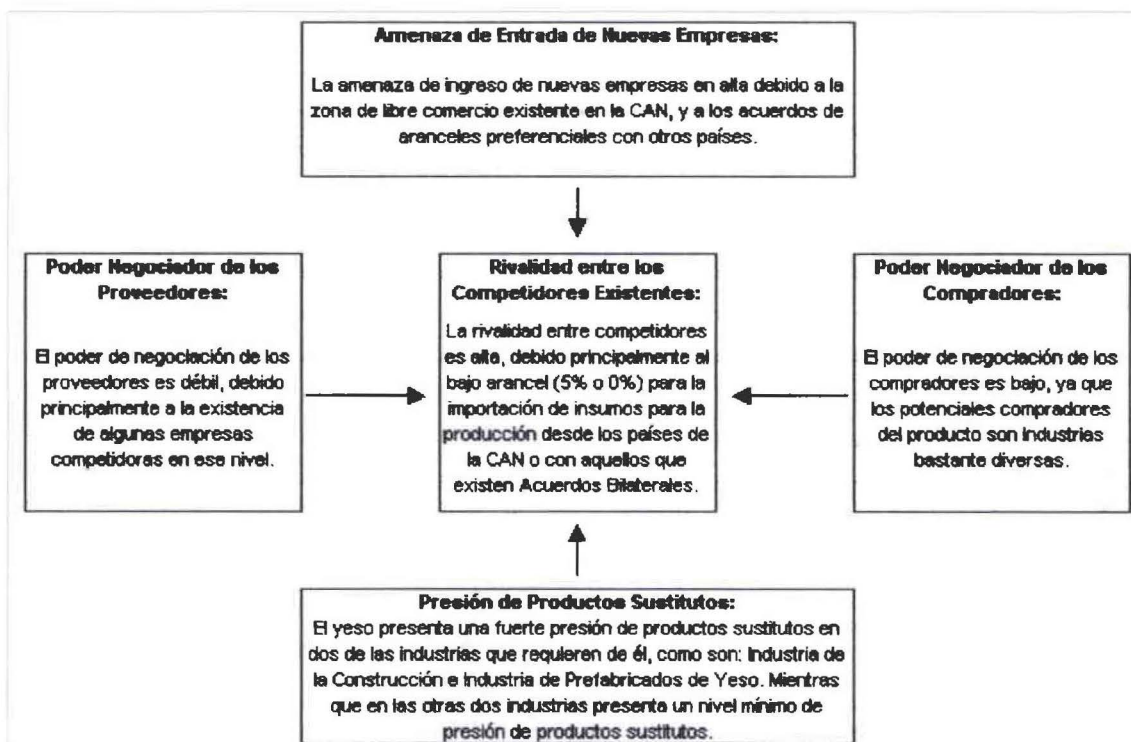 Amenaza de Entrada de Nuevas Empresas:
La amenaza de ingreso de nuevas empresas en alta debido a la
zona de libre comercio existente en la CAN, y a los acuerdos de
aranceles preferenciales con otros países.
Poder Negociador de los
Proveedores:
El poder de negociación de los
proveedores es débil, debido
principalmente a la existencia
de algunas empresas
competidoras en ese nivel.
Rivalidad entre los
Competidores Existentes:
La rivalidad entre competidores
es alta, debido principalmente al
bajo arancel (5% o 0%) para la
importación de insumos para la
producción desde los países de
la CAN o con aquellos que
existen Acuerdos Bilaterales.
Poder Negociador de los
Compradores:
El poder de negociación de los
compradores es bajo, ya que
los potenciales compradores
del producto son industrias
bastante diversas.
Presión de Productos Sustitutos:
El yeso presenta una fuerte presión de productos sustitutos en
dos de las industrias que requieren de él, como son: Industria de
la Construcción e Industria de Prefabricados de Yeso. Mientras
que en las otras dos industrias presenta un nivel mínimo de
presión de productos sustitutos.